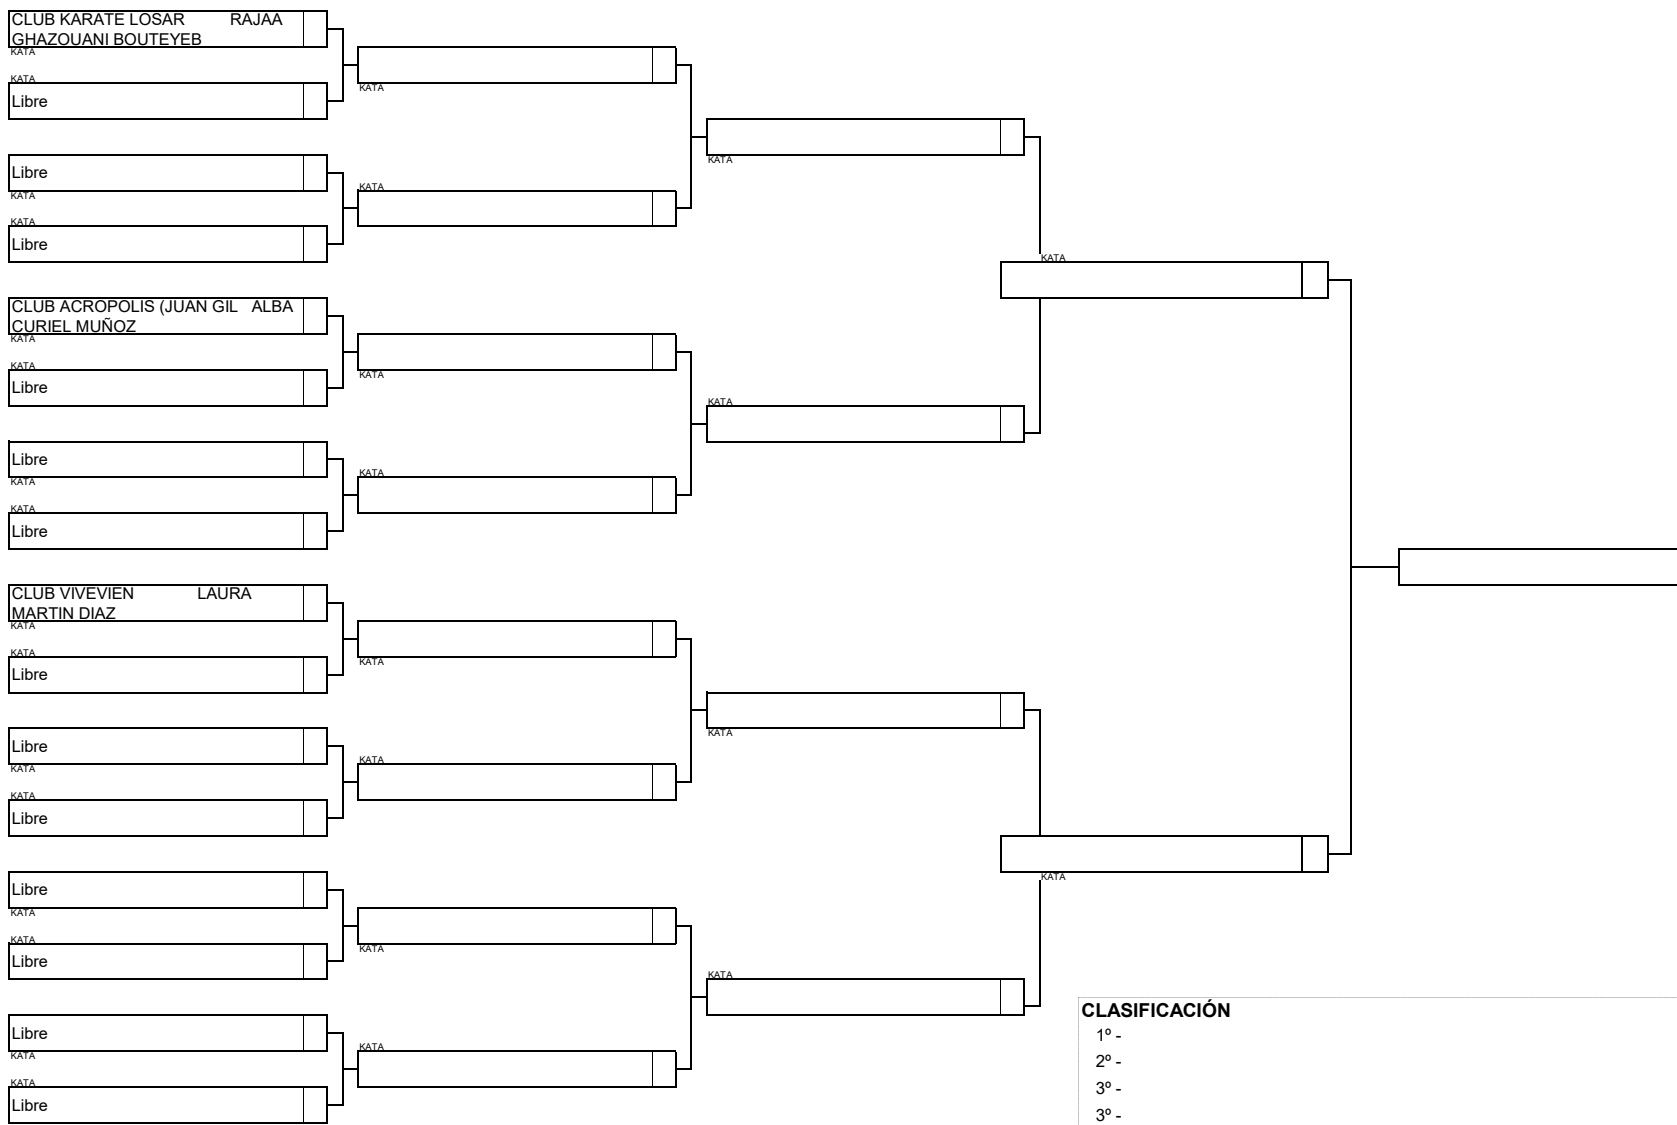 CLUB KARATE LOSAR RAJAA
GHAZOUANI BOUTEYEB
KATA
KATA
Libre
KATA
Libre
KATA
KATA
Libre
KATA
KATA
KATA
CLUB ACROPOLIS (JUAN GIL ALBA
CURIEL MUÑOZ
KATA
KATA
Libre
KATA
Libre
KATA
KATA
Libre
KATA
KATA
KATA
CLUB VIVEVIEN LAURA
MARTIN DIAZ
KATA
KATA
Libre
KATA
Libre
KATA
KATA
Libre
KATA
KATA
KATA
Libre
KATA
KATA
Libre
KATA
Libre
KATA
KATA
Libre
KATA
KATA
CLASIFICACIÓN
1º -
2º -
3º -
3º -